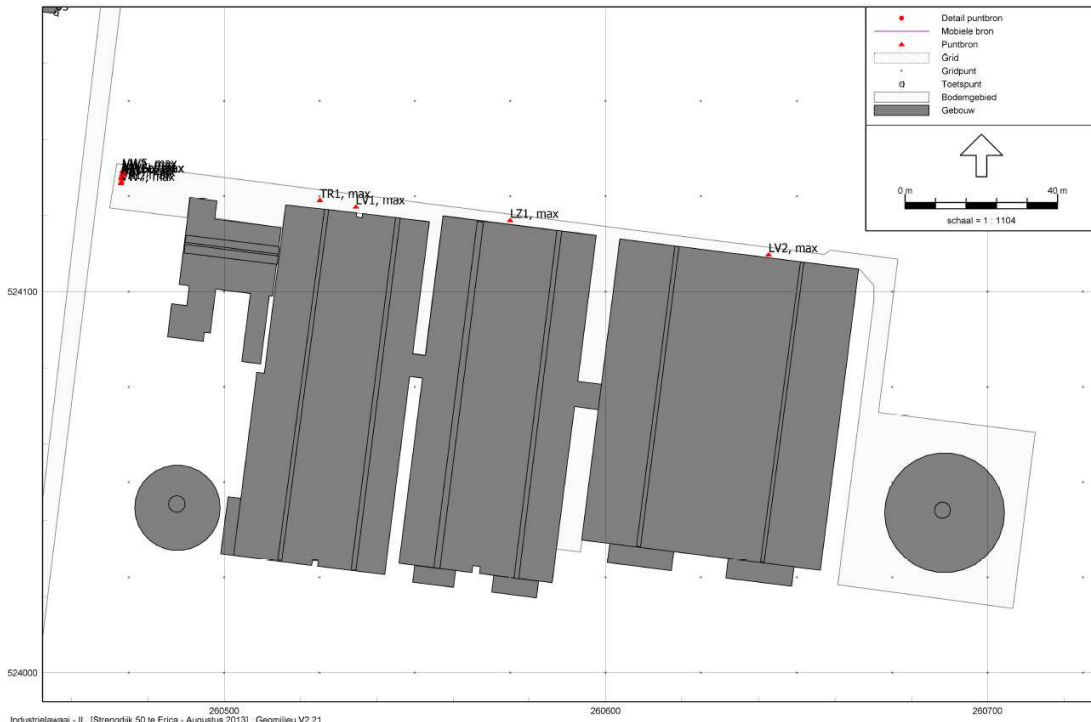 Detail puntbron
Mobiele bron
Puntbron
Grid
Gridpunt
Toetspunt
Bodemgebied
Gebouw
0 m
40 m
schaal = 1 : 1104
max
TR1, max
LV1, max
LZ1, max
LV2, max
524100
524000
260500
260600
260700
Industrielawaai - IL, [Strengdijk 50 te Erica - Augustus 2013] , Geomilieu V2.21